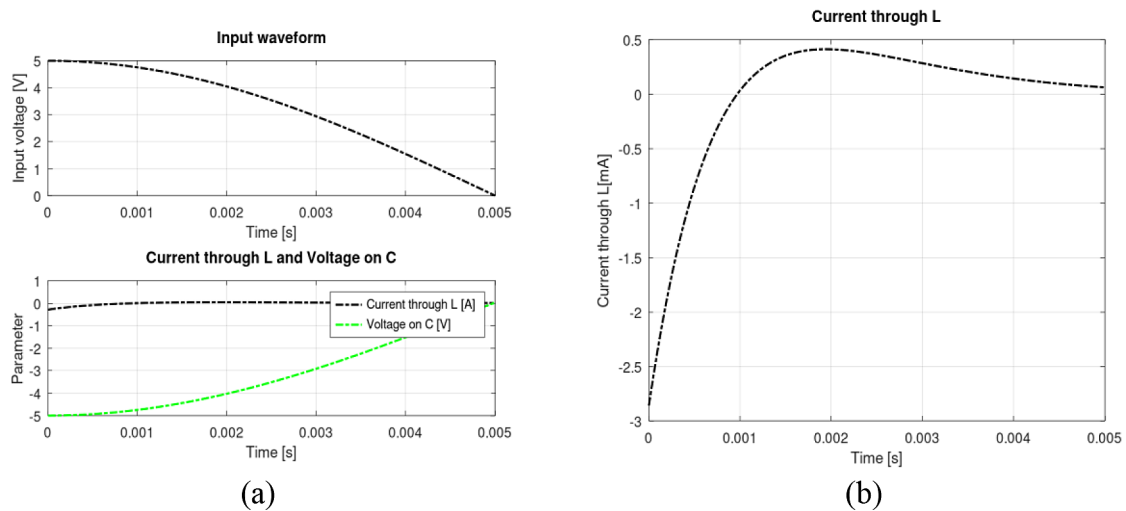 Input waveform
Input voltage [V]
5
4
3
2
1
0
0 0.001 0.002 0.003 0.004 0.005
Time [s]
Current through L and Voltage on C
Parameter
1
0
-1
-2
-3
-4
-5
Current through L [A]
Voltage on C [V]
0 0.001 0.002 0.003 0.004 0.005
Time [s]
(a)
Current through L
Current through L[mA]
0.5
0
-0.5
-1
-1.5
-2
-2.5
-3
0 0.001 0.002 0.003 0.004 0.005
Time [s]
(b)